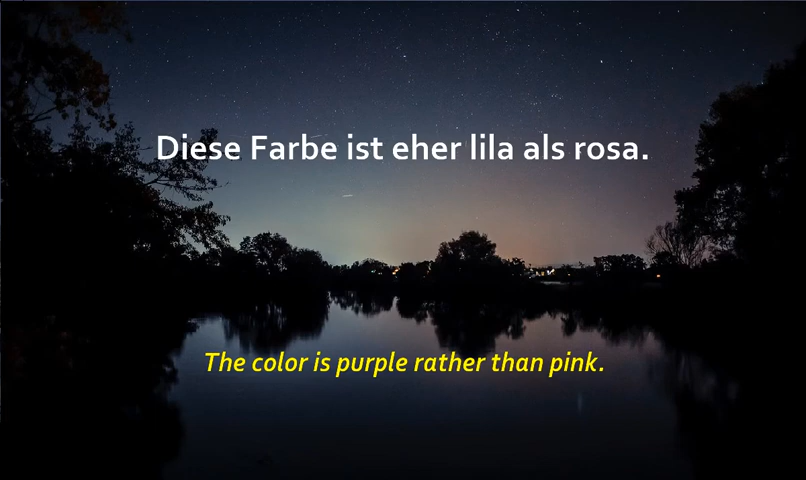 Diese Farbe ist eher lila als rosa.
The color is purple rather than pink.